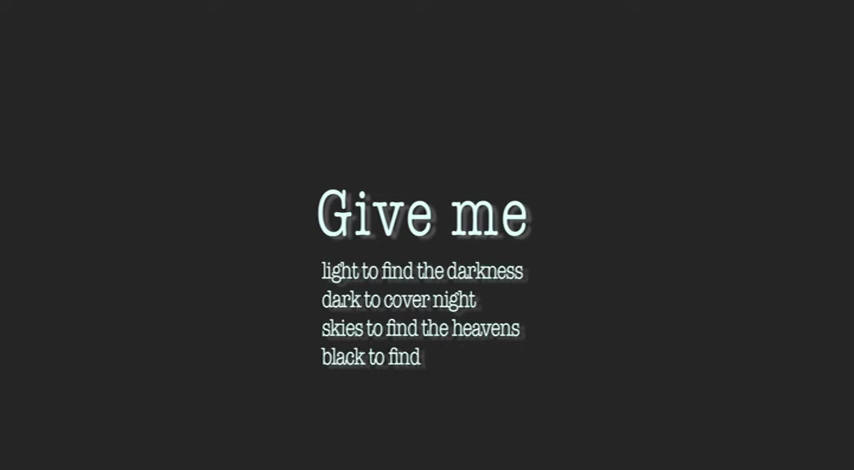 Give me
light to find the darkness
dark to cover night
skies to find the heavens
black to find